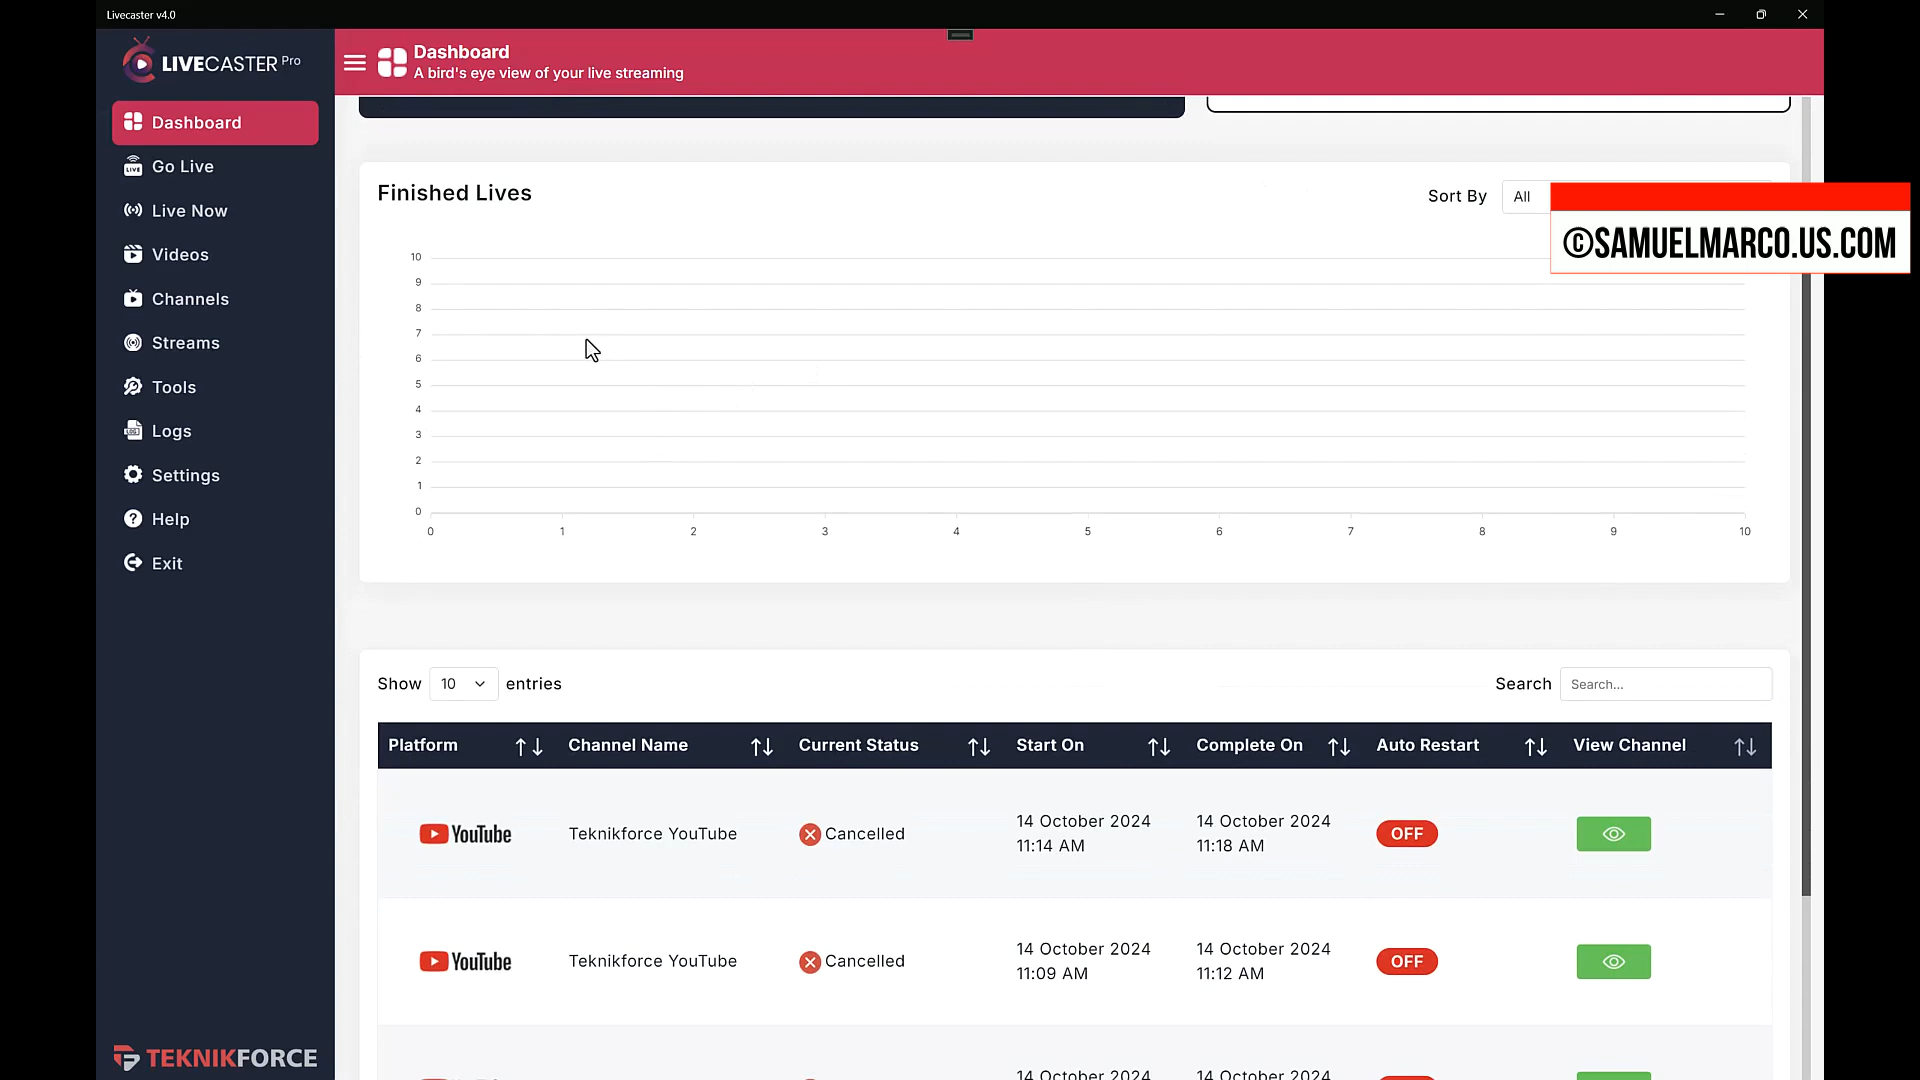 Livecaster v4.0
LIVECASTER Pro
Dashboard
A bird's eye view of your live streaming
Dashboard
Go Live
Live Now
Videos
Channels
Streams
Tools
Logs
Settings
Help
Exit
TEKNIKFORCE
Finished Lives
Sort By All
©SAMUELMARCO.US.COM
10
9
8
7
6
5
4
3
2
1
0
0 1 2 3 4 5 6 7 8 9 10
Show 10 entries
Search Search...
Platform Channel Name Current Status Start On Complete On Auto Restart View Channel
YouTube Teknikforce YouTube Cancelled 14 October 2024 11:14 AM 14 October 2024 11:18 AM OFF
YouTube Teknikforce YouTube Cancelled 14 October 2024 11:09 AM 14 October 2024 11:12 AM OFF
14 October 2024 14 October 2024